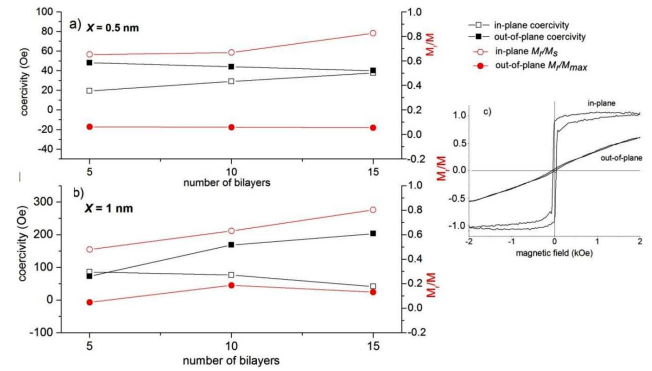 a)
X = 0.5 nm
coercivity (Oe)
100
80
60
40
20
0
20
40
1.0
0.8
0.6
0.4
0.2
0.0
-0.2
Mr/M
5
10
15
number of bilayers
b)
X = 1 nm
coercivity (Oe)
300
200
100
0
-100
1.0
0.8
0.6
0.4
0.2
0.0
-0.2
Mr/M
5
10
15
number of bilayers
in-plane coercivity
out-of-plane coercivity
in-plane Mr/Ms
out-of-plane Mr/Mmax
c)
in-plane
out-of-plane
Mr/M
1.0
0.5
0.0
-0.5
-1.0
-2
-1
0
1
2
magnetic field (kOe)